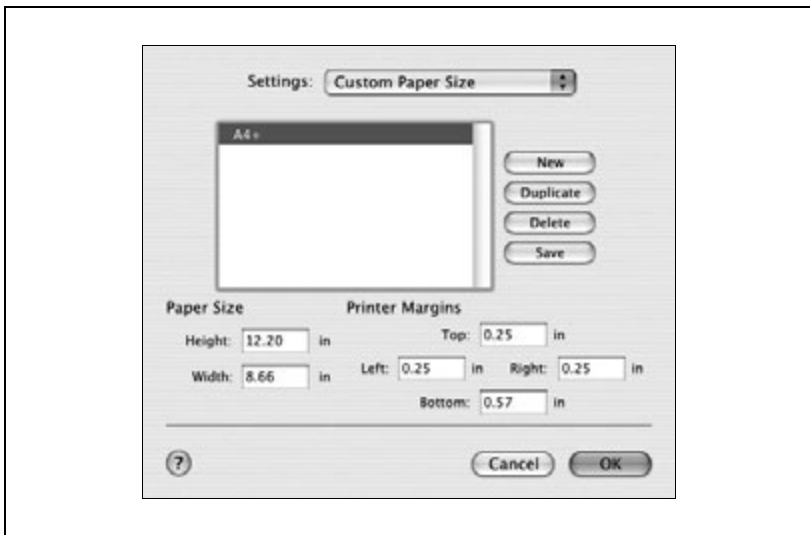 Settings: Custom Paper Size
A4+
New
Duplicate
Delete
Save
Paper Size
Printer Margins
Height: 12.20 in
Top: 0.25 in
Width: 8.66 in
Left: 0.25 in Right: 0.25 in
Bottom: 0.57 in
?
Cancel
OK